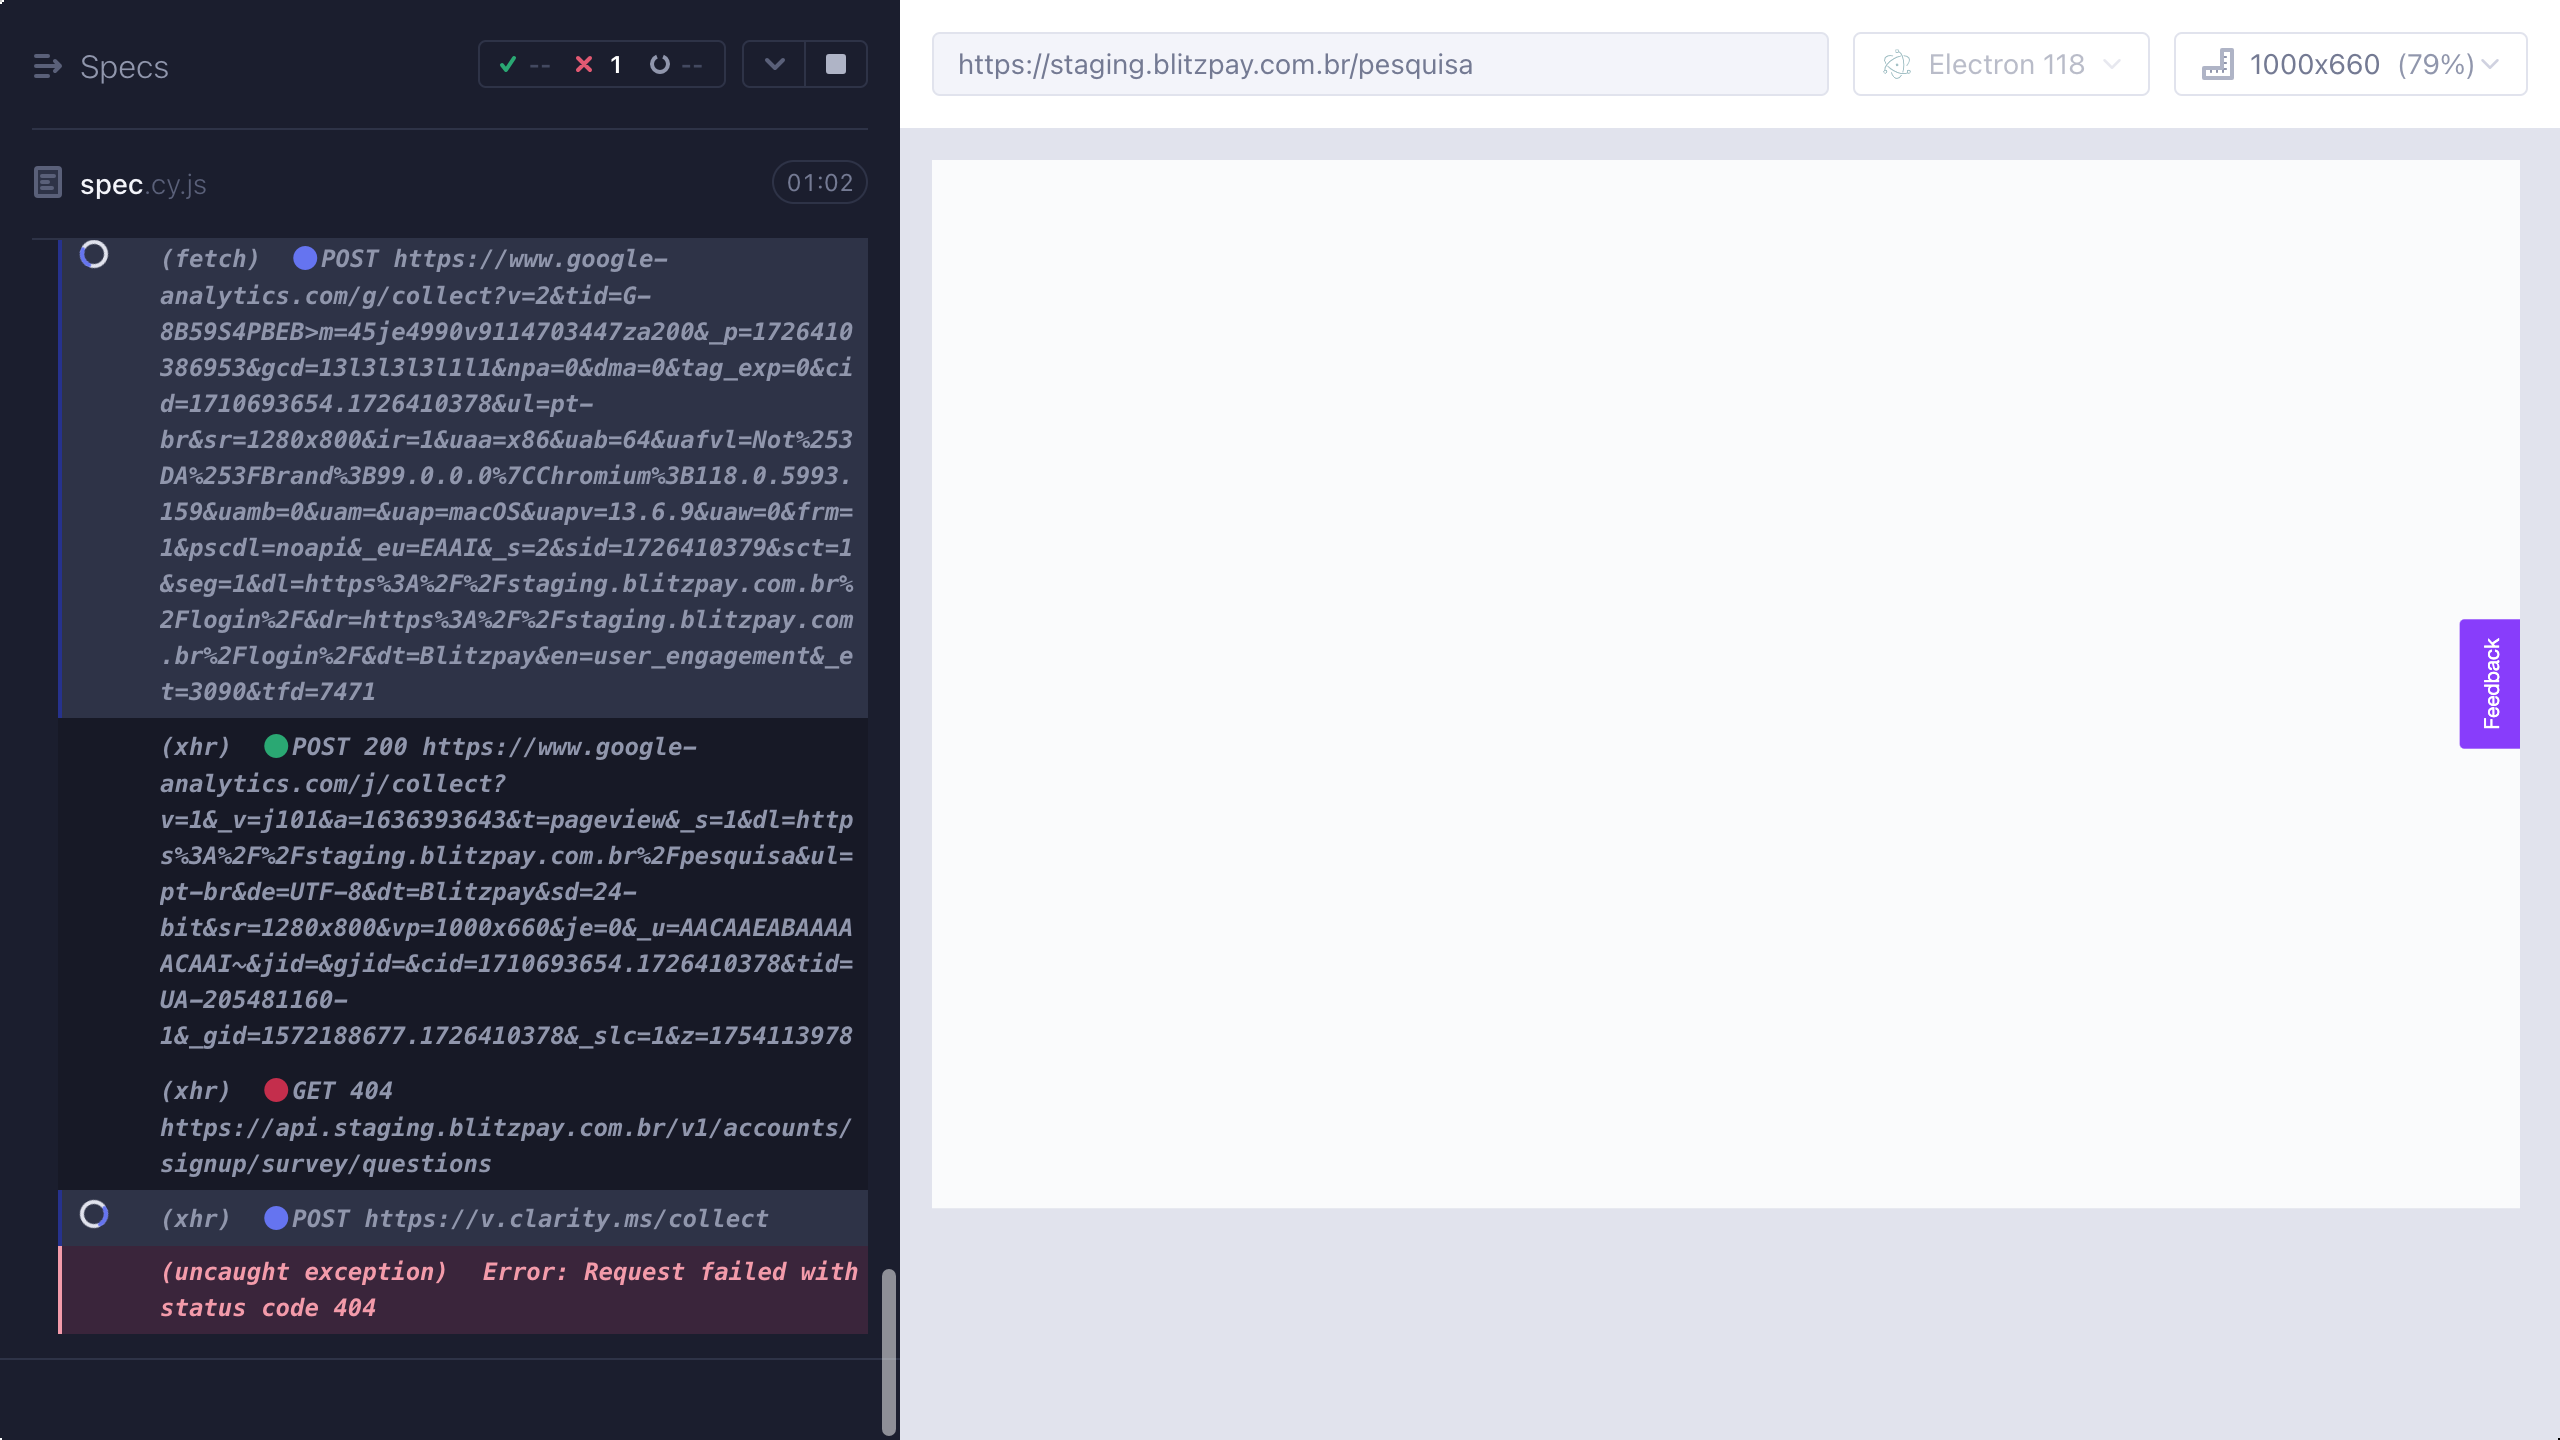 Specs
-- 1 --
https://staging.blitzpay.com.br/pesquisa
Electron 118
1000x660 (79%)
spec.cy.js
01:02
(fetch) POST https://www.google-
analytics.com/g/collect?v=2&tid=G-
8B59S4PBEB>m=45je4990v9114703447za200&_p=1726410
386953&gcd=13l3l3l3l1l1&npa=0&dma=0&tag_exp=0&ci
d=1710693654.1726410378&ul=pt-
br&sr=1280x800&ir=1&uaa=x86&uab=64&uafvl=Not%253
DA%253FBrand%3B99.0.0.0%7CChromium%3B118.0.5993.
159&uamb=0&uam=&uap=macOS&uapv=13.6.9&uaw=0&frm=
1&pscdl=noapi&_eu=EAAI&_s=2&sid=1726410379&sct=1
&seg=1&dl=https%3A%2F%2Fstaging.blitzpay.com.br%
2Flogin%2F&dr=https%3A%2F%2Fstaging.blitzpay.com
.br%2Flogin%2F&dt=Blitzpay&en=user_engagement&_e
t=3090&tfd=7471
(xhr) POST 200 https://www.google-
analytics.com/j/collect?
v=1&_v=j101&a=1636393643&t=pageview&_s=1&dl=http
s%3A%2F%2Fstaging.blitzpay.com.br%2Fpesquisa&ul=
pt-br&de=UTF-8&dt=Blitzpay&sd=24-
bit&sr=1280x800&vp=1000x660&je=0&_u=AACAAEABAAAA
ACAAI~&jid=&gjid=&cid=1710693654.1726410378&tid=
UA-205481160-
1&_gid=1572188677.1726410378&_slc=1&z=1754113978
(xhr) GET 404
https://api.staging.blitzpay.com.br/v1/accounts/
signup/survey/questions
(xhr) POST https://v.clarity.ms/collect
(uncaught exception) Error: Request failed with
status code 404
Feedback